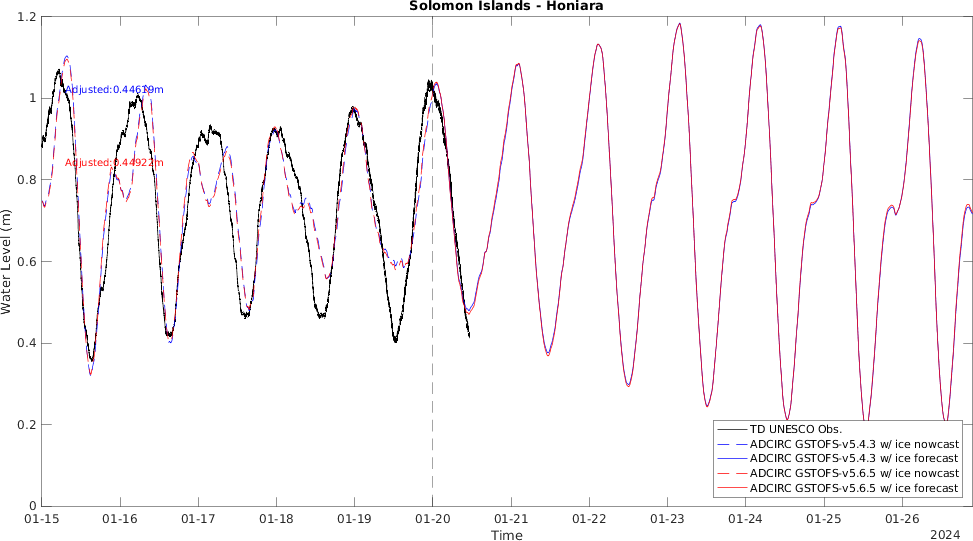 Solomon Islands - Honiara
1.2
1
0.8
0.6
0.4
0.2
0
Water Level (m)
Adjusted:0.44619m
Adjusted:0.44922m
TD UNESCO Obs.
ADCIRC GSTOFS-v5.4.3 w/ ice nowcast
ADCIRC GSTOFS-v5.4.3 w/ ice forecast
ADCIRC GSTOFS-v5.6.5 w/ ice nowcast
ADCIRC GSTOFS-v5.6.5 w/ ice forecast
01-15 01-16 01-17 01-18 01-19 01-20 01-21 01-22 01-23 01-24 01-25 01-26
Time
2024